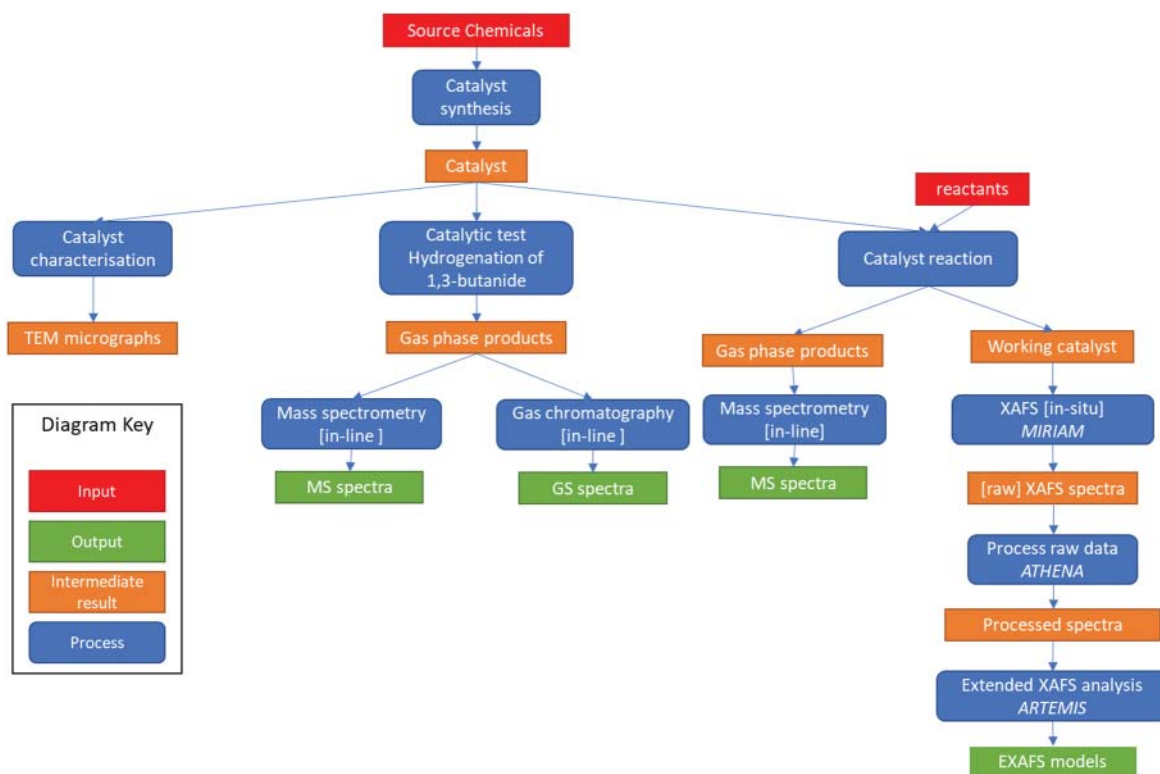 Source Chemicals
Catalyst
synthesis
Catalyst
reactants
Catalyst
characterisation
Catalytic test
Hydrogenation of
1,3-butanide
Catalyst reaction
TEM micrographs
Gas phase products
Gas phase products
Working catalyst
Mass spectrometry
[in-line ]
Gas chromatography
[in-line ]
Mass spectrometry
[in-line]
XAFS [in-situ]
MIRIAM
MS spectra
GS spectra
MS spectra
[raw] XAFS spectra
Process raw data
ATHENA
Processed spectra
Extended XAFS analysis
ARTEMIS
EXAFS models
Diagram Key
Input
Output
Intermediate
result
Process